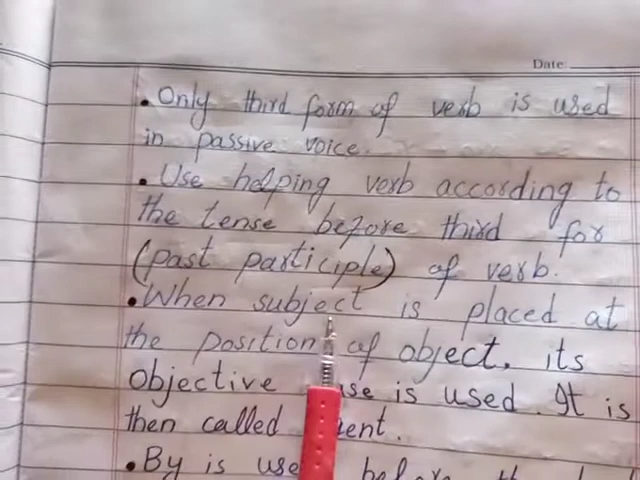 Date
• Only third form of verb is used
in passive voice.
• Use helping verb according to
the tense before third for
(past participle) of verb.
• When subject is placed at
the position of object, its
objective is used. It is
then called
• By is use